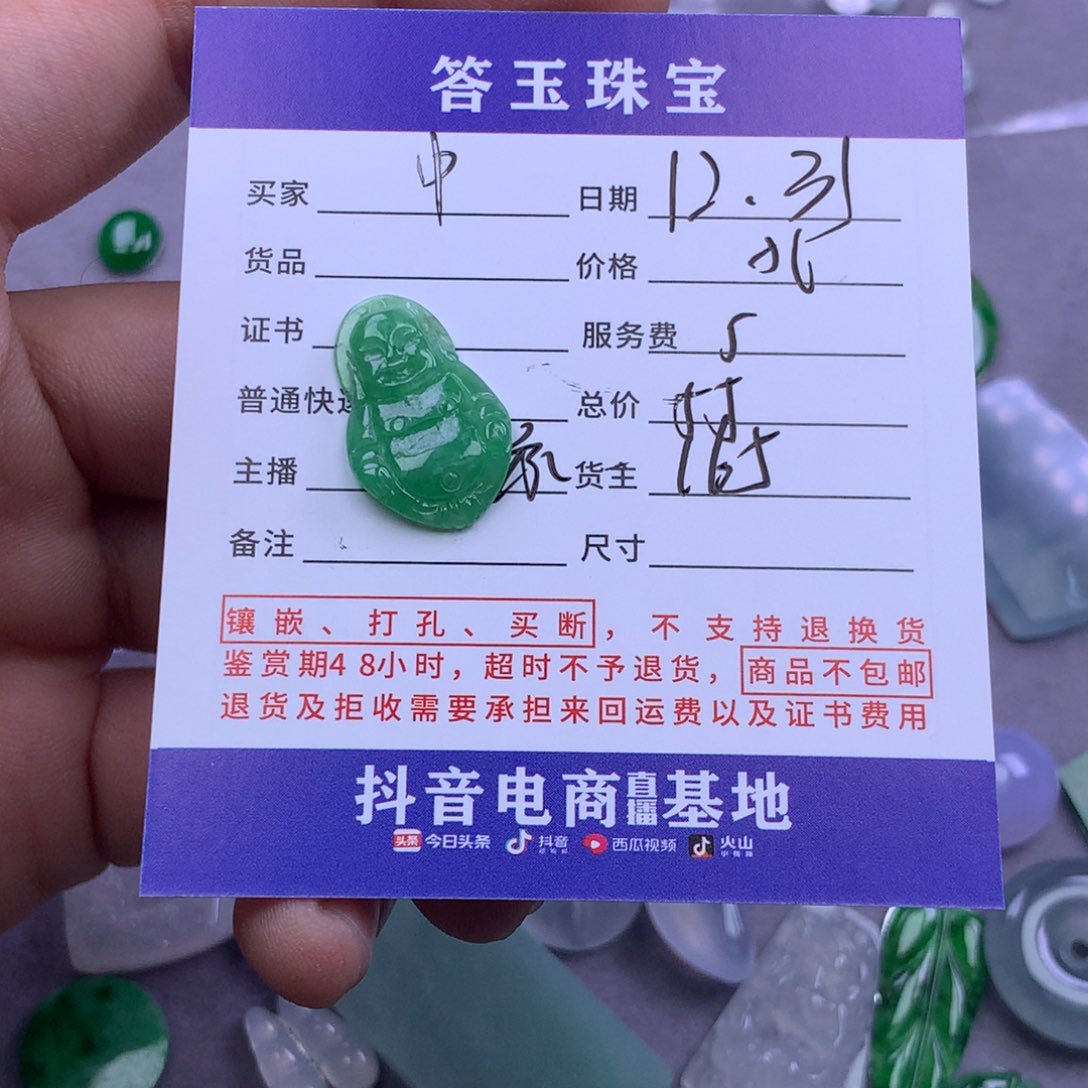 答玉珠宝
买家 中 日期 12.31
货品 价格
证书 服务费 5
普通快 总价
主播 货主
备注 尺寸
镶嵌、打孔、买断，不支持退换货
鉴赏期48小时，超时不予退货，商品不包邮
退货及拒收需要承担来回运费以及证书费用
抖音电商直播基地
头条 今日头条 抖音 西瓜视频 火山